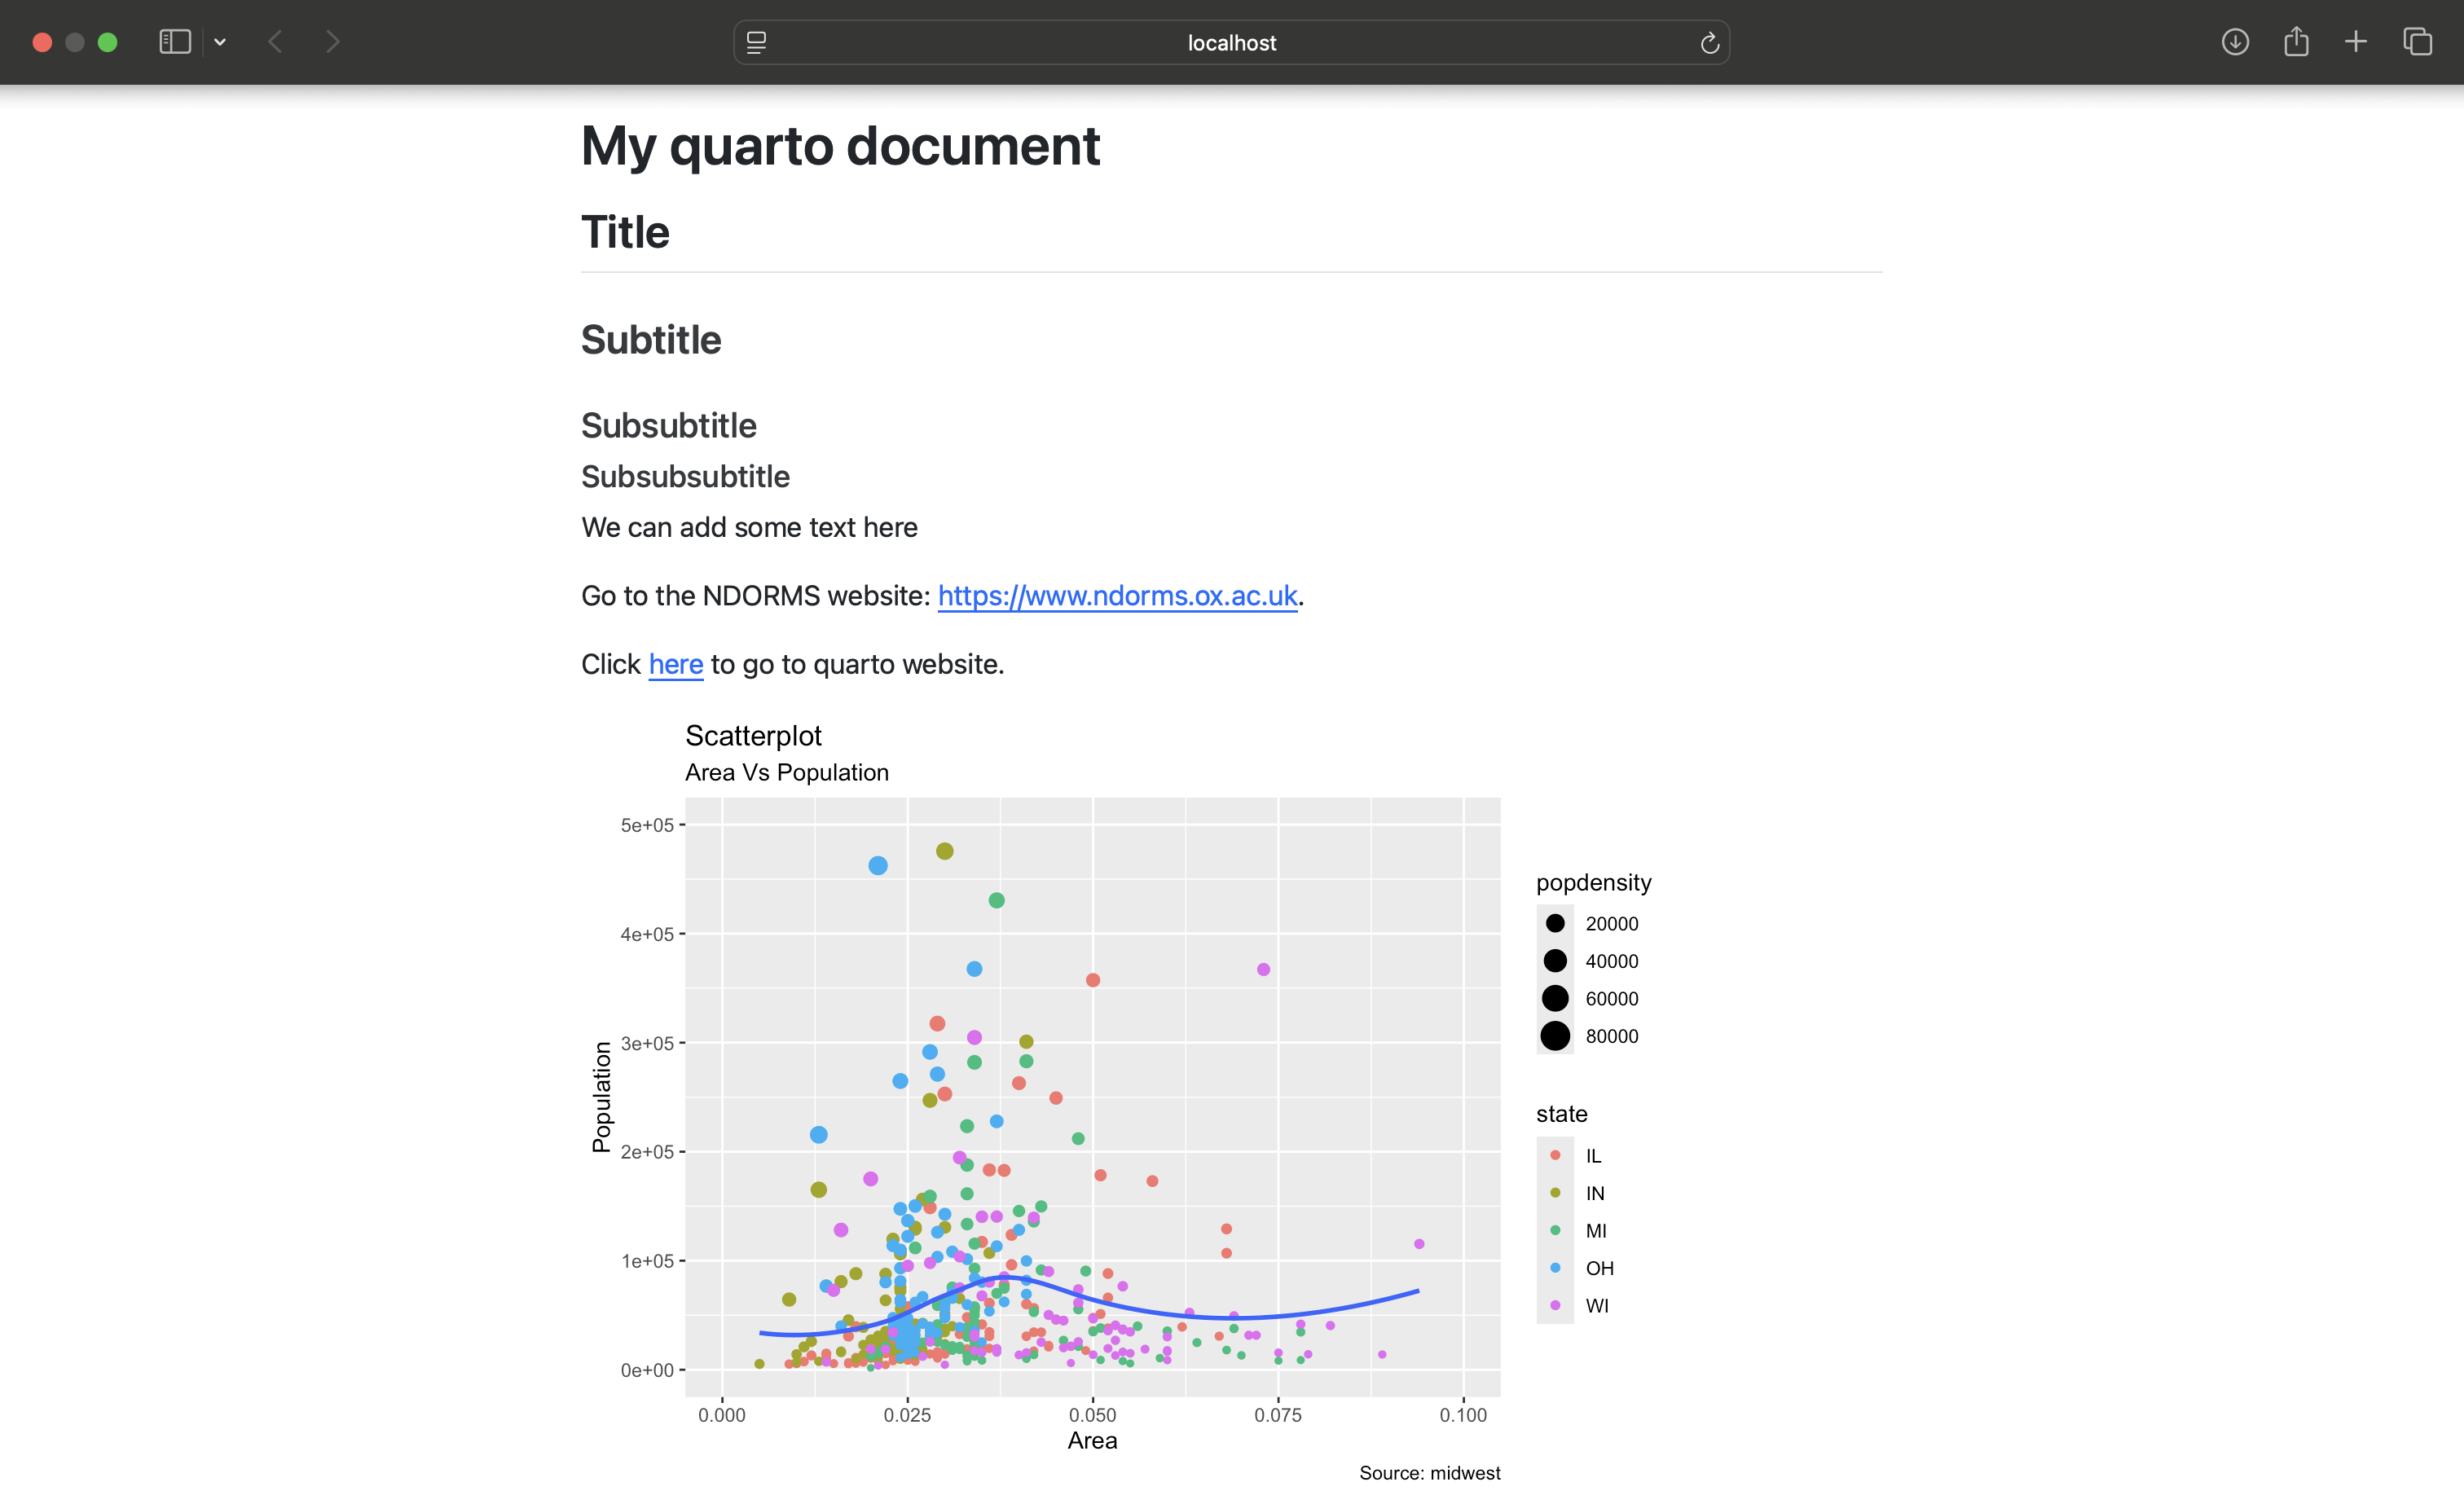 localhost
My quarto document
Title
Subtitle
Subsubtitle
Subsubsubtitle
We can add some text here
Go to the NDORMS website: https://www.ndorms.ox.ac.uk.
Click here to go to quarto website.
Scatterplot
Area Vs Population
5e+05
4e+05
3e+05
2e+05
1e+05
0e+00
Population
0.000 0.025 0.050 0.075 0.100
Area
popdensity
20000
40000
60000
80000
state
IL
IN
MI
OH
WI
Source: midwest